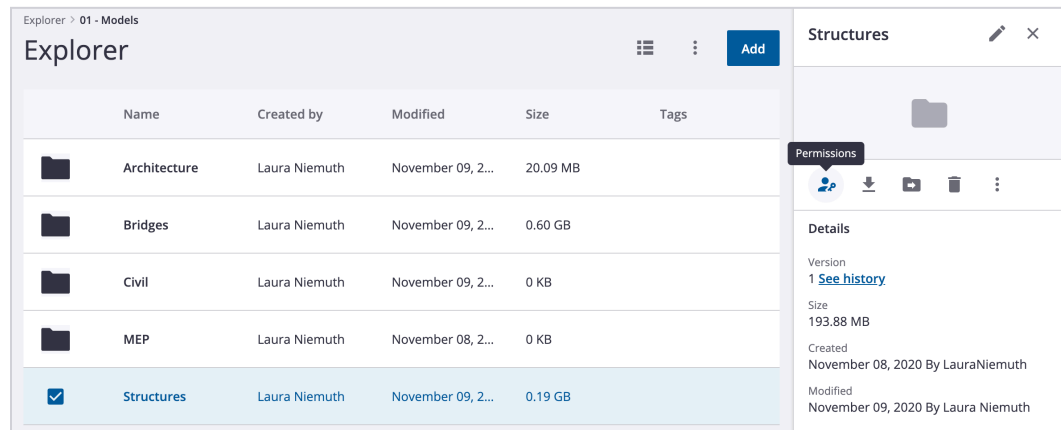 Explorer > 01 - Models
Explorer
Add
Name Created by Modified Size Tags
Architecture Laura Niemuth November 09, 2... 20.09 MB
Bridges Laura Niemuth November 09, 2... 0.60 GB
Civil Laura Niemuth November 09, 2... 0 KB
MEP Laura Niemuth November 08, 2... 0 KB
Structures Laura Niemuth November 09, 2... 0.19 GB
Structures
Permissions
Details
Version
1 See history
Size
193.88 MB
Created
November 08, 2020 By LauraNiemuth
Modified
November 09, 2020 By Laura Niemuth